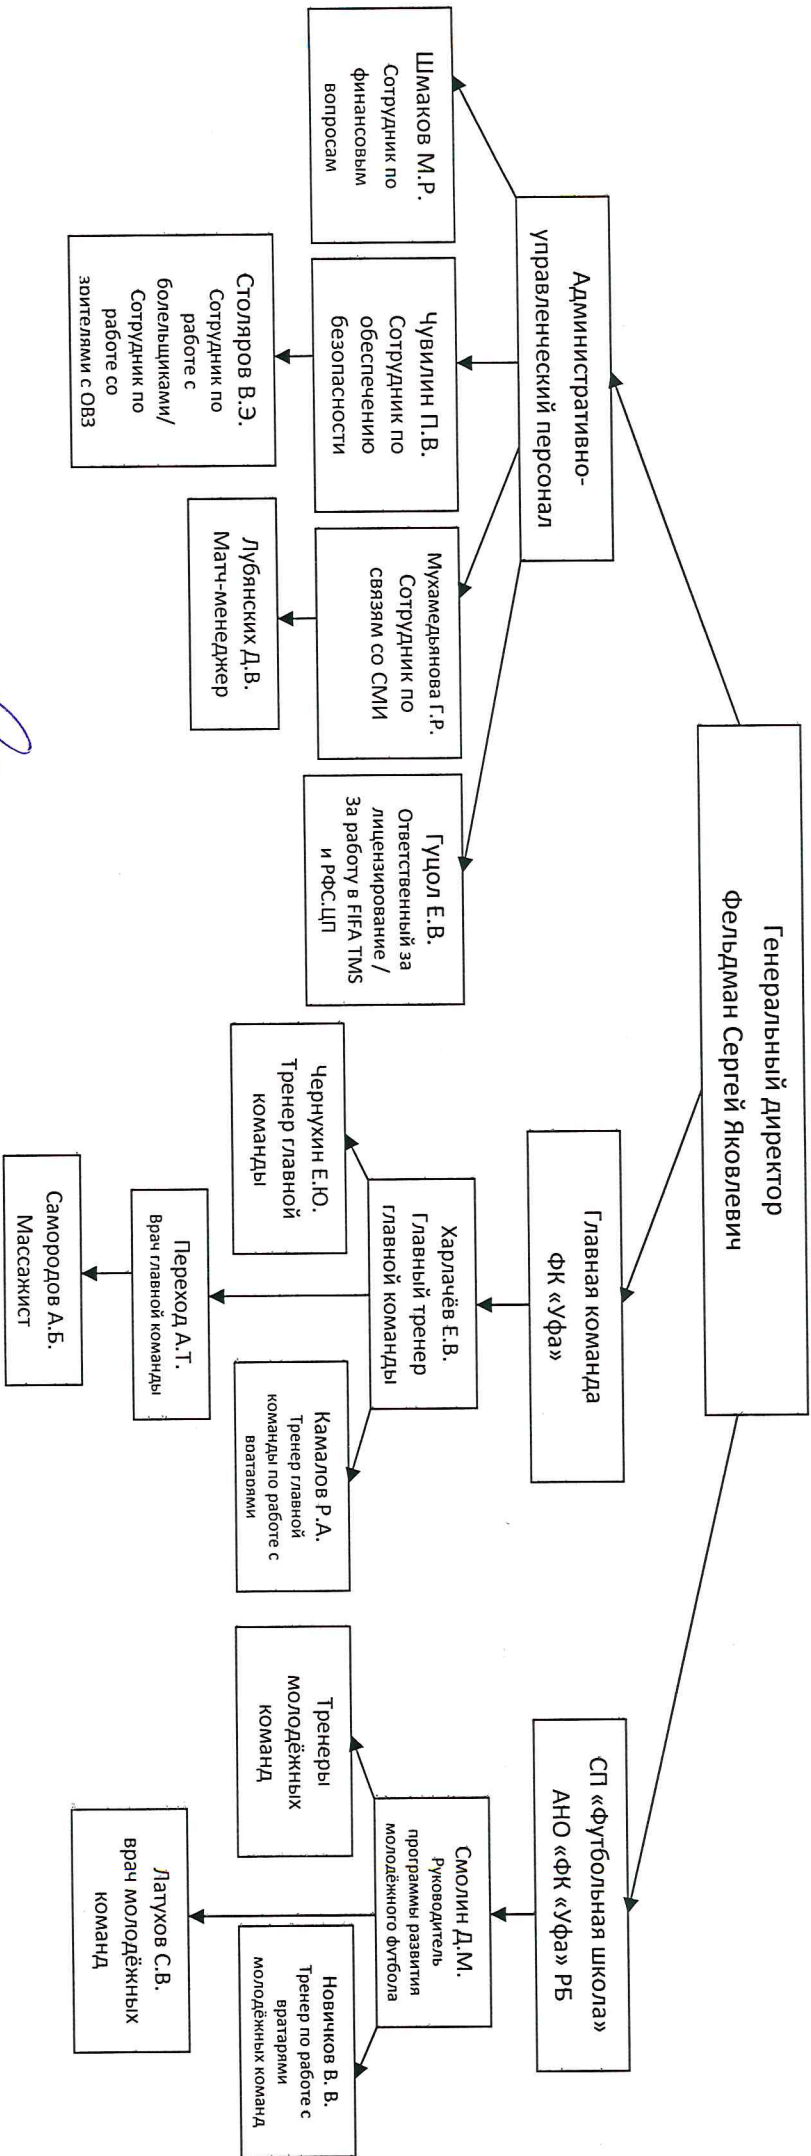 Генеральный директор
Фельдман Сергей Яковлевич
Административно-
управленческий персонал
Шмаков М.Р.
Сотрудник по
финансовым
вопросам
Чувилин П.В.
Сотрудник по
обеспечению
безопасности
Столяров В.Э.
Сотрудник по
работе с
болельщиками/
Сотрудник по
работе со
зрителями с ОВЗ
Мухамедьянова Г.Р.
Сотрудник по
связям со СМИ
Лубянских Д.В.
Матч-менеджер
Гуцол Е.В.
Ответственный за
лицензирование /
За работу в FIFA TMS
и РФС.ЦП
Главная команда
ФК «Уфа»
Харлачёв Е.В.
Главный тренер
главной команды
Чернухин Е.Ю.
Тренер главной
команды
Переход А.Т.
Врач главной команды
Самородов А.Б.
Массажист
Камалов Р.А.
Тренер главной
команды по работе с
вратарями
СП «Футбольная школа»
АНО «ФК «Уфа» РБ
Смолин Д.М.
Руководитель
программы развития
молодёжного футбола
Тренеры
молодёжных
команд
Латухов С.В.
врач молодёжных
команд
Новичков В. В.
Тренер по работе с
вратарями
молодёжных команд